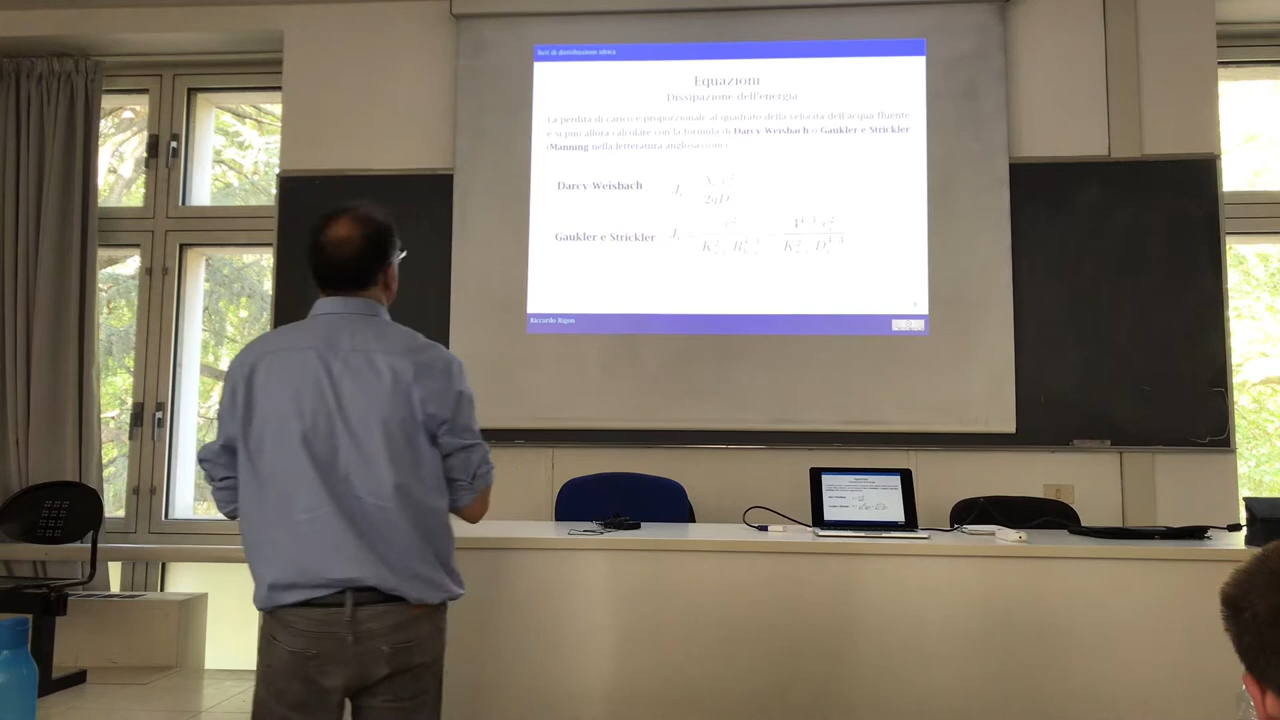 Reti di distribuzione idrica
Equazioni
Dissipazione dell'energia
La perdita di carico è proporzionale al quadrato della velocità dell'acqua fluente
e si può allora calcolare con la formula di Darcy-Weisbach o Gaukler e Strickler
(Manning nella letteratura anglosassone).
Darcy-Weisbach
2gD
Gaukler e Strickler
Riccardo Rigon